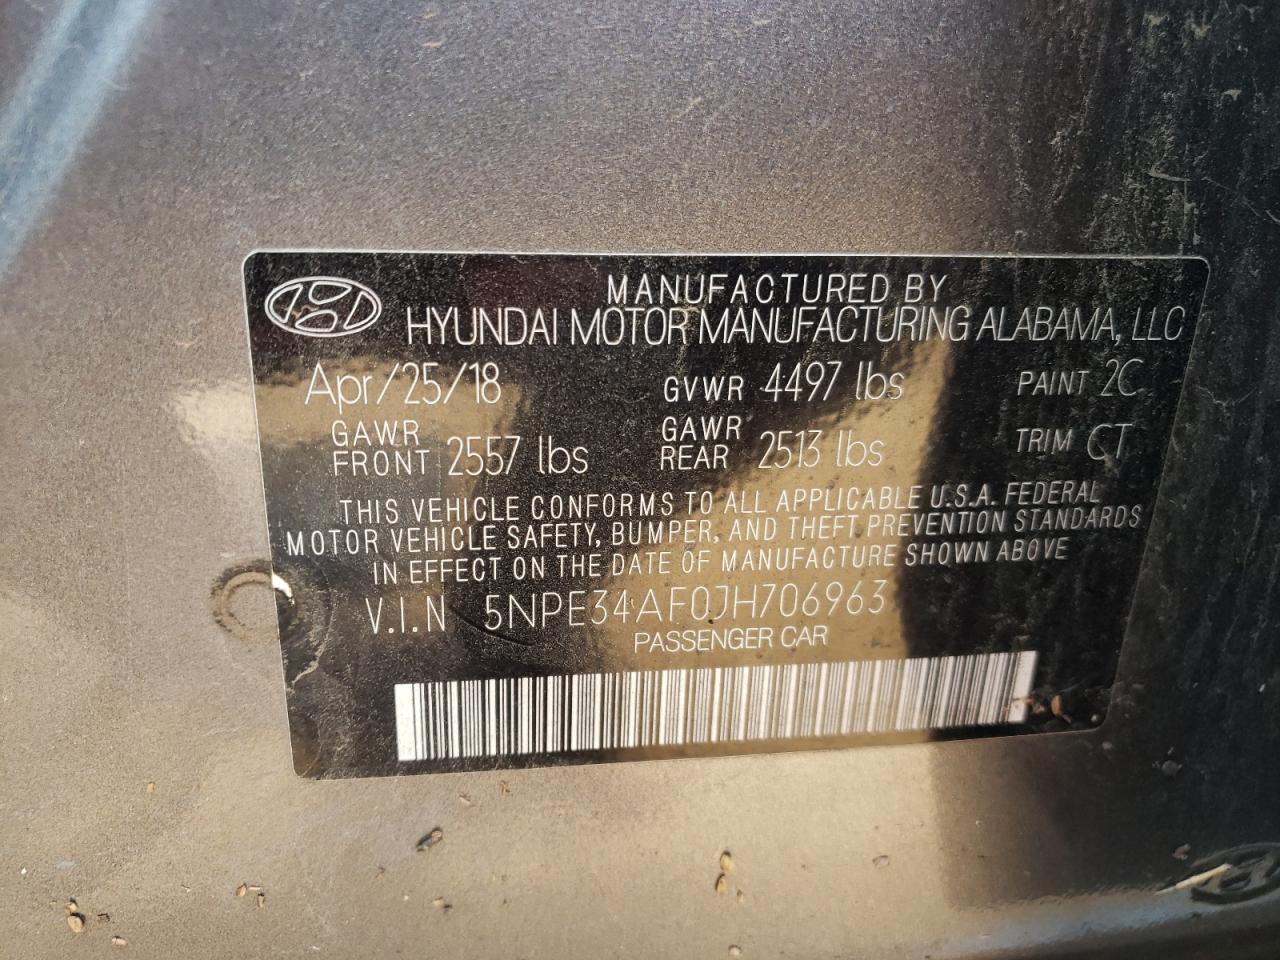 MANUFACTURED BY
HYUNDAI MOTOR MANUFACTURING ALABAMA, LLC
Apr/25/18 GVWR 4497 lbs PAINT 2C
GAWR FRONT 2557 lbs GAWR REAR 2513 lbs TRIM CT
THIS VEHICLE CONFORMS TO ALL APPLICABLE U.S.A. FEDERAL
MOTOR VEHICLE SAFETY, BUMPER, AND THEFT PREVENTION STANDARDS
IN EFFECT ON THE DATE OF MANUFACTURE SHOWN ABOVE
V.I.N 5NPE34AF0JH706963
PASSENGER CAR